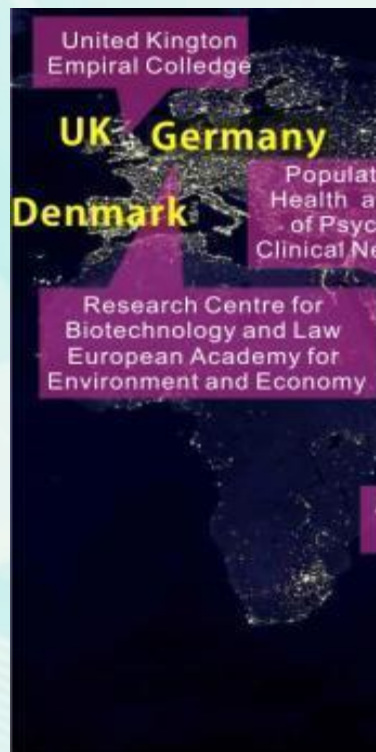 United Kington
Empiral Colledge
UK Germany
Denmark
Populat
Health a
of Psyc
Clinical Ne
Research Centre for
Biotechnology and Law
European Academy for
Environment and Economy